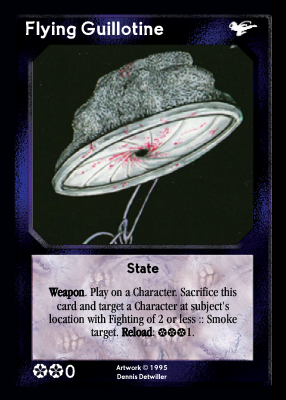 Flying Guillotine
State
Weapon. Play on a Character. Sacrifice this
card and target a Character at subject's
location with Fighting of 2 or less :: Smoke
target. Reload: ✪✪✪1.
✪✪0
Artwork © 1995
Dennis Detwiller